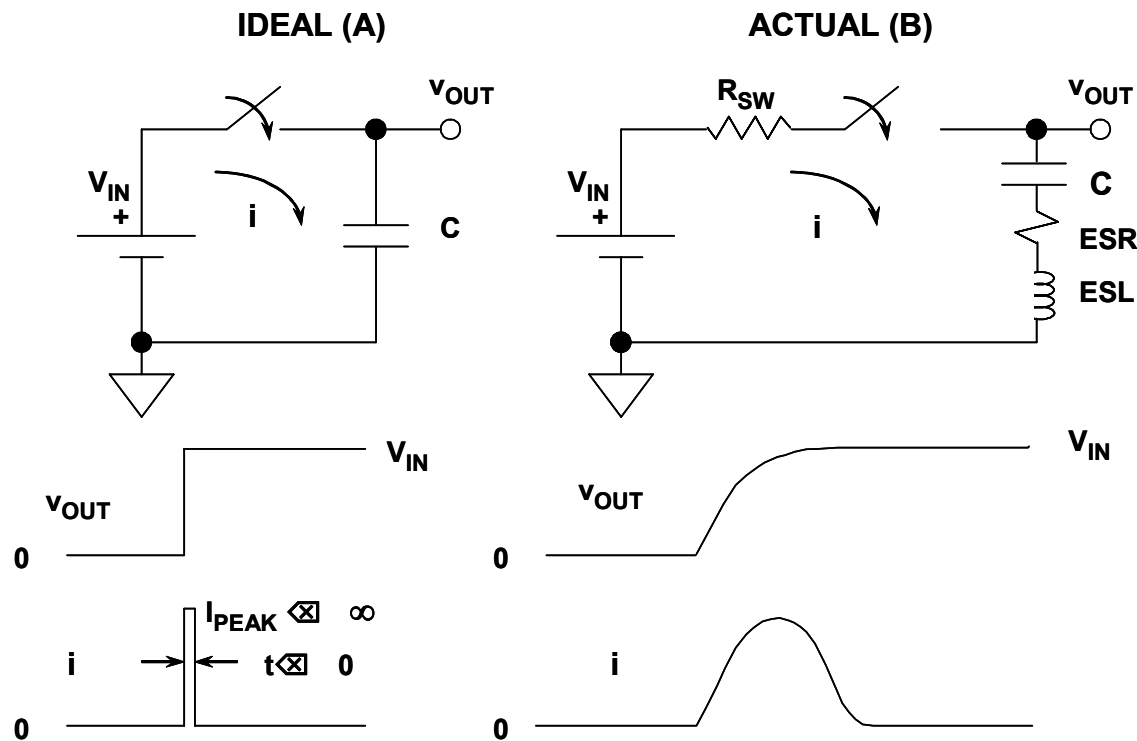 IDEAL (A)
ACTUAL (B)
vOUT
VIN
+
i
C
RSW
vOUT
VIN
+
i
C
ESR
ESL
vOUT
VIN
0
vOUT
VIN
0
IPEAK ⌫ ∞
i
t⌫ 0
0
i
0